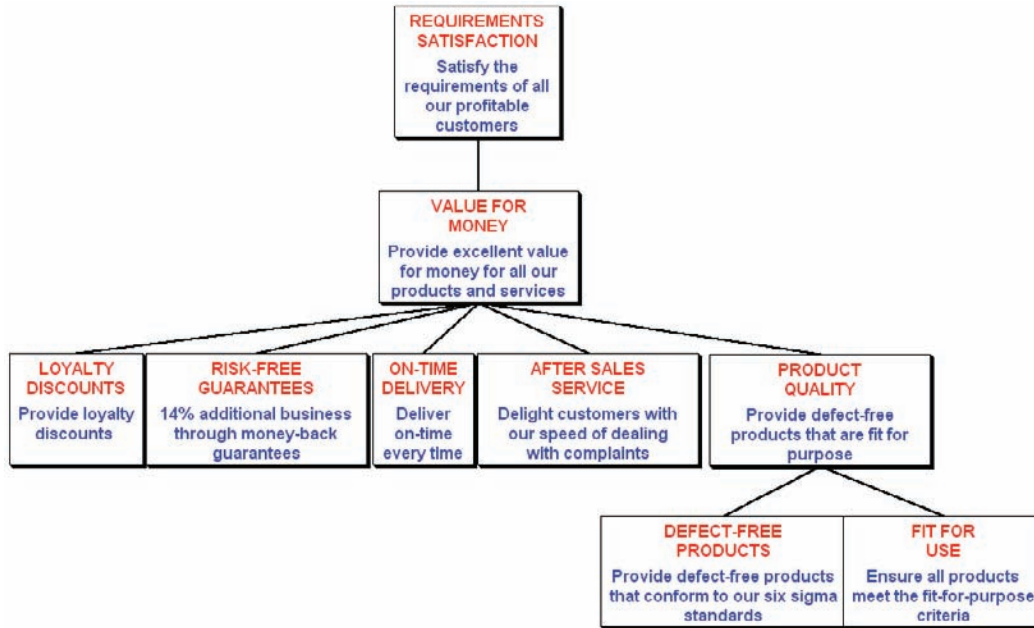 REQUIREMENTS
SATISFACTION
Satisfy the
requirements of all
our profitable
customers
VALUE FOR
MONEY
Provide excellent value
for money for all our
products and services
LOYALTY
DISCOUNTS
Provide loyalty
discounts
RISK-FREE
GUARANTEES
14% additional business
through money-back
guarantees
ON-TIME
DELIVERY
Deliver
on-time
every time
AFTER SALES
SERVICE
Delight customers with
our speed of dealing
with complaints
PRODUCT
QUALITY
Provide defect-free
products that are fit for
purpose
DEFECT-FREE
PRODUCTS
Provide defect-free products
that conform to our six sigma
standards
FIT FOR
USE
Ensure all products
meet the fit-for-purpose
criteria